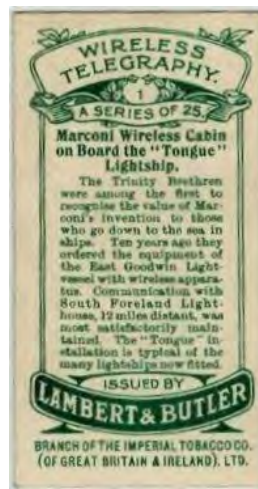 WIRELESS
TELEGRAPHY.
1
A SERIES OF 25.
Marconi Wireless Cabin
on Board the "Tongue"
Lightship.
The Trinity Brethren
were among the first to
recognise the value of Mar-
coni's invention to those
who go down to the sea in
ships. Ten years ago they
ordered the equipment of
the East Goodwin Light-
vessel with wireless appara-
tus. Communication with
South Foreland Light-
house, 12 miles distant, was
most satisfactorily main-
tained. The "Tongue" in-
stallation is typical of the
many lightships now fitted.
ISSUED BY
LAMBERT & BUTLER
BRANCH OF THE IMPERIAL TOBACCO CO.
(OF GREAT BRITAIN & IRELAND), LTD.